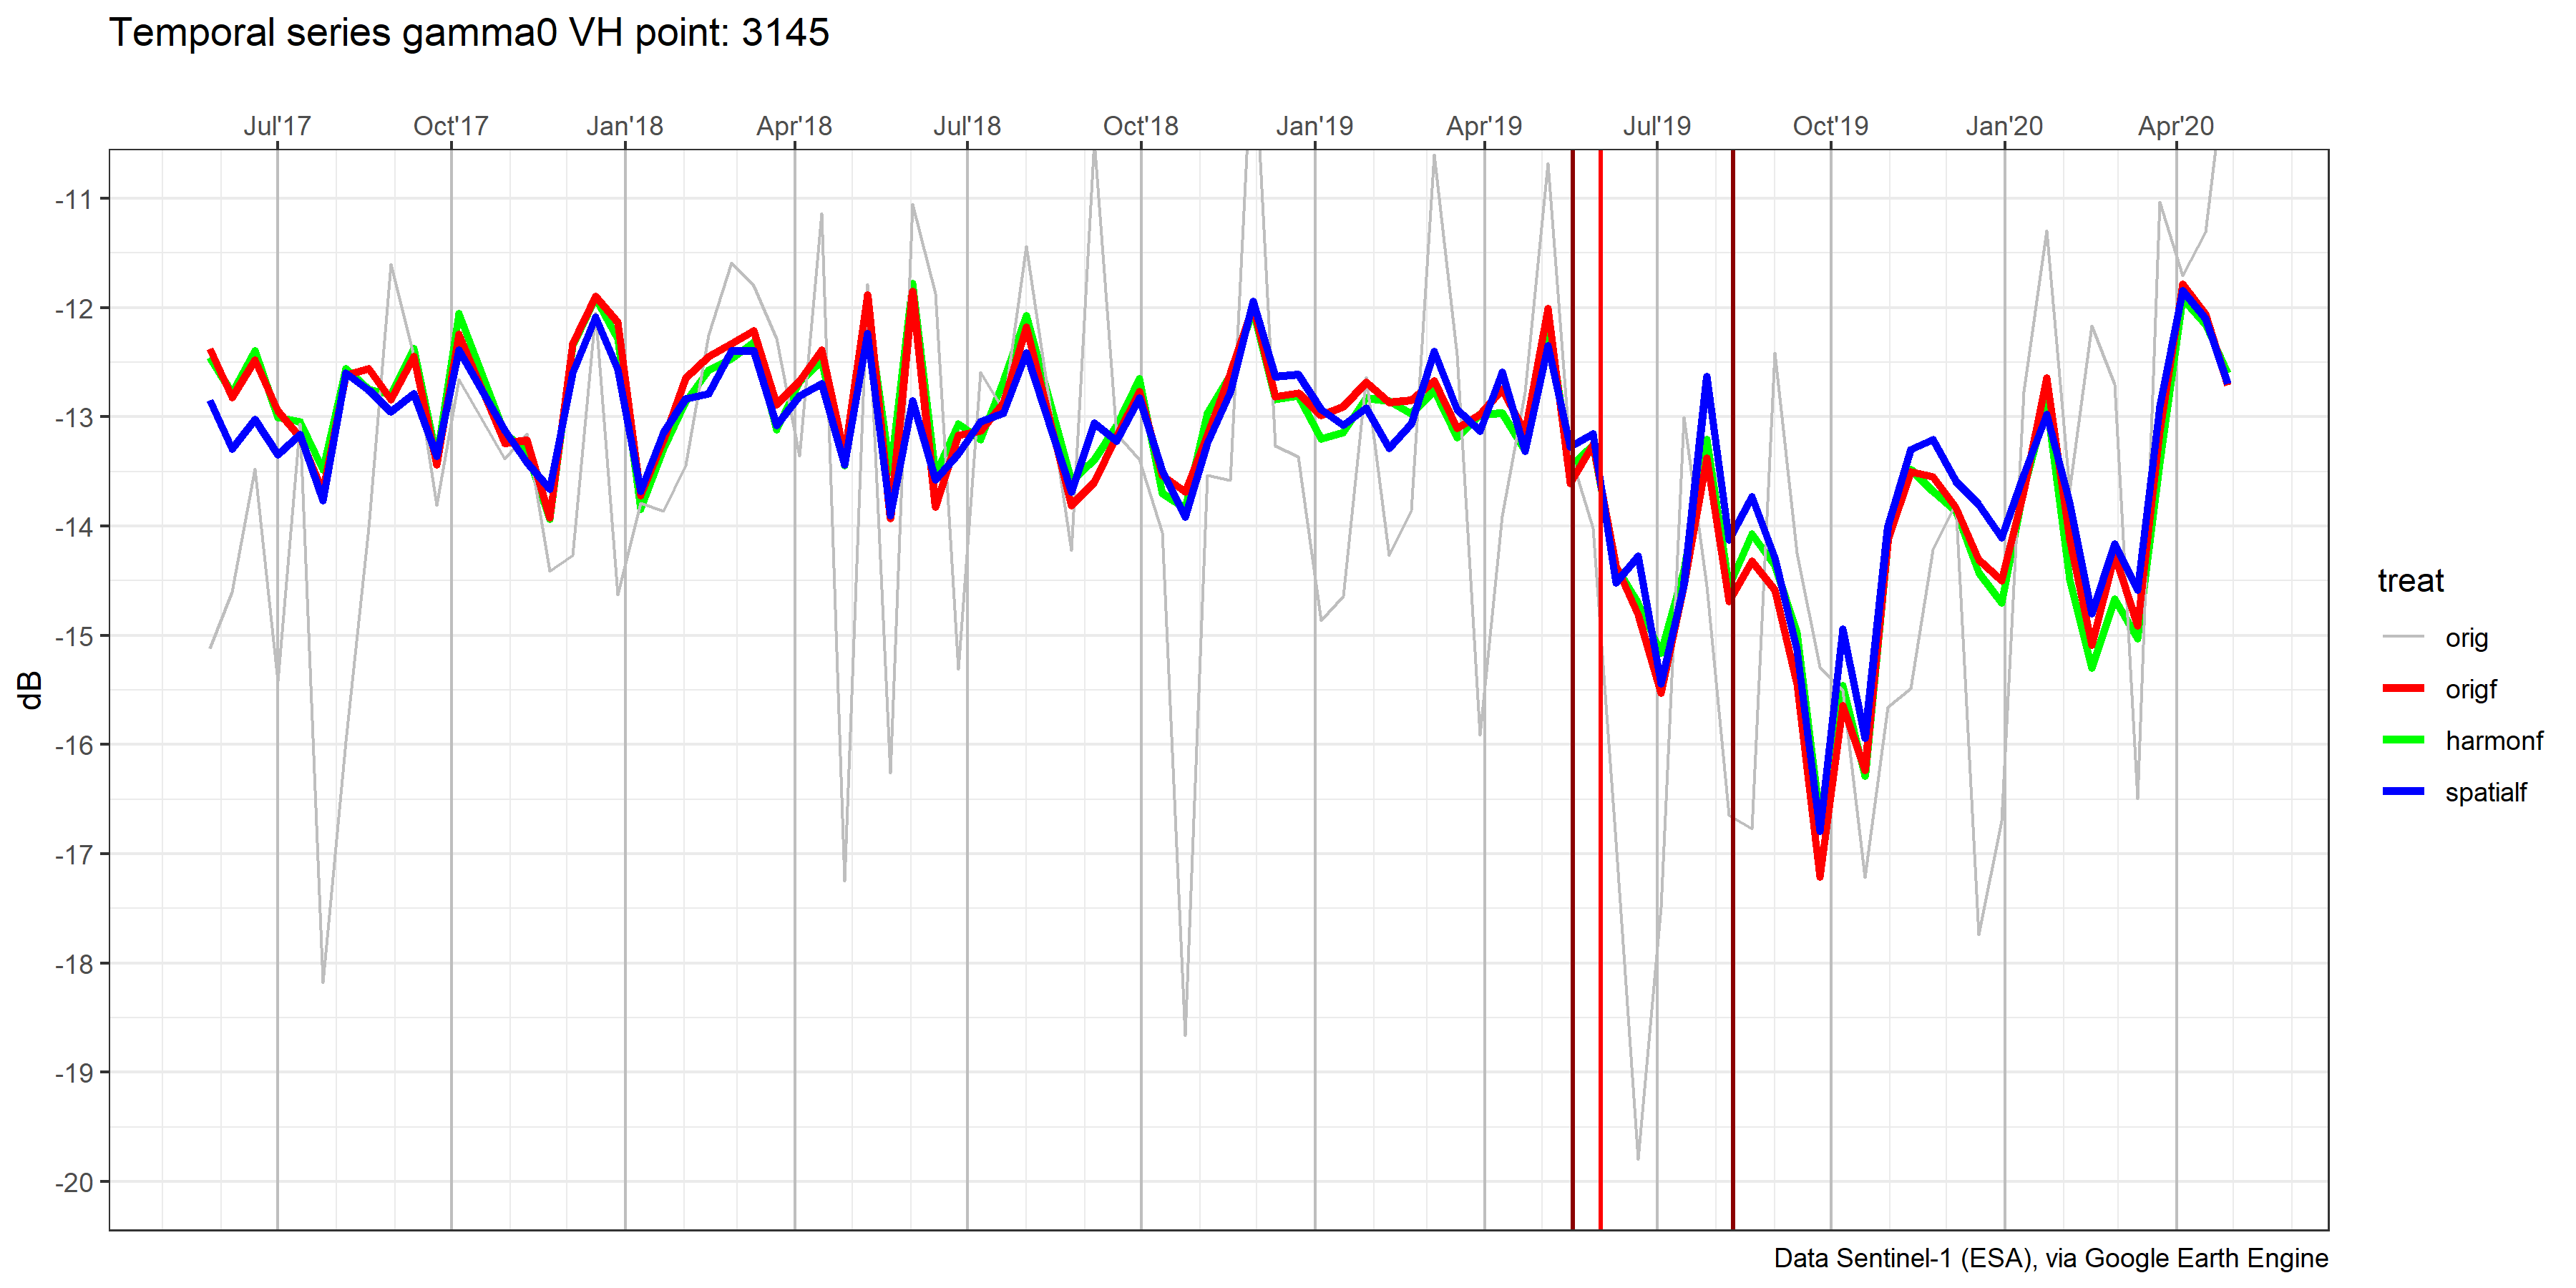 Temporal series gamma0 VH point: 3145
Jul'17 Oct'17 Jan'18 Apr'18 Jul'18 Oct'18 Jan'19 Apr'19 Jul'19 Oct'19 Jan'20 Apr'20
-11
-12
-13
-14
-15
-16
-17
-18
-19
-20
dB
treat
orig
origf
harmonf
spatialf
Data Sentinel-1 (ESA), via Google Earth Engine